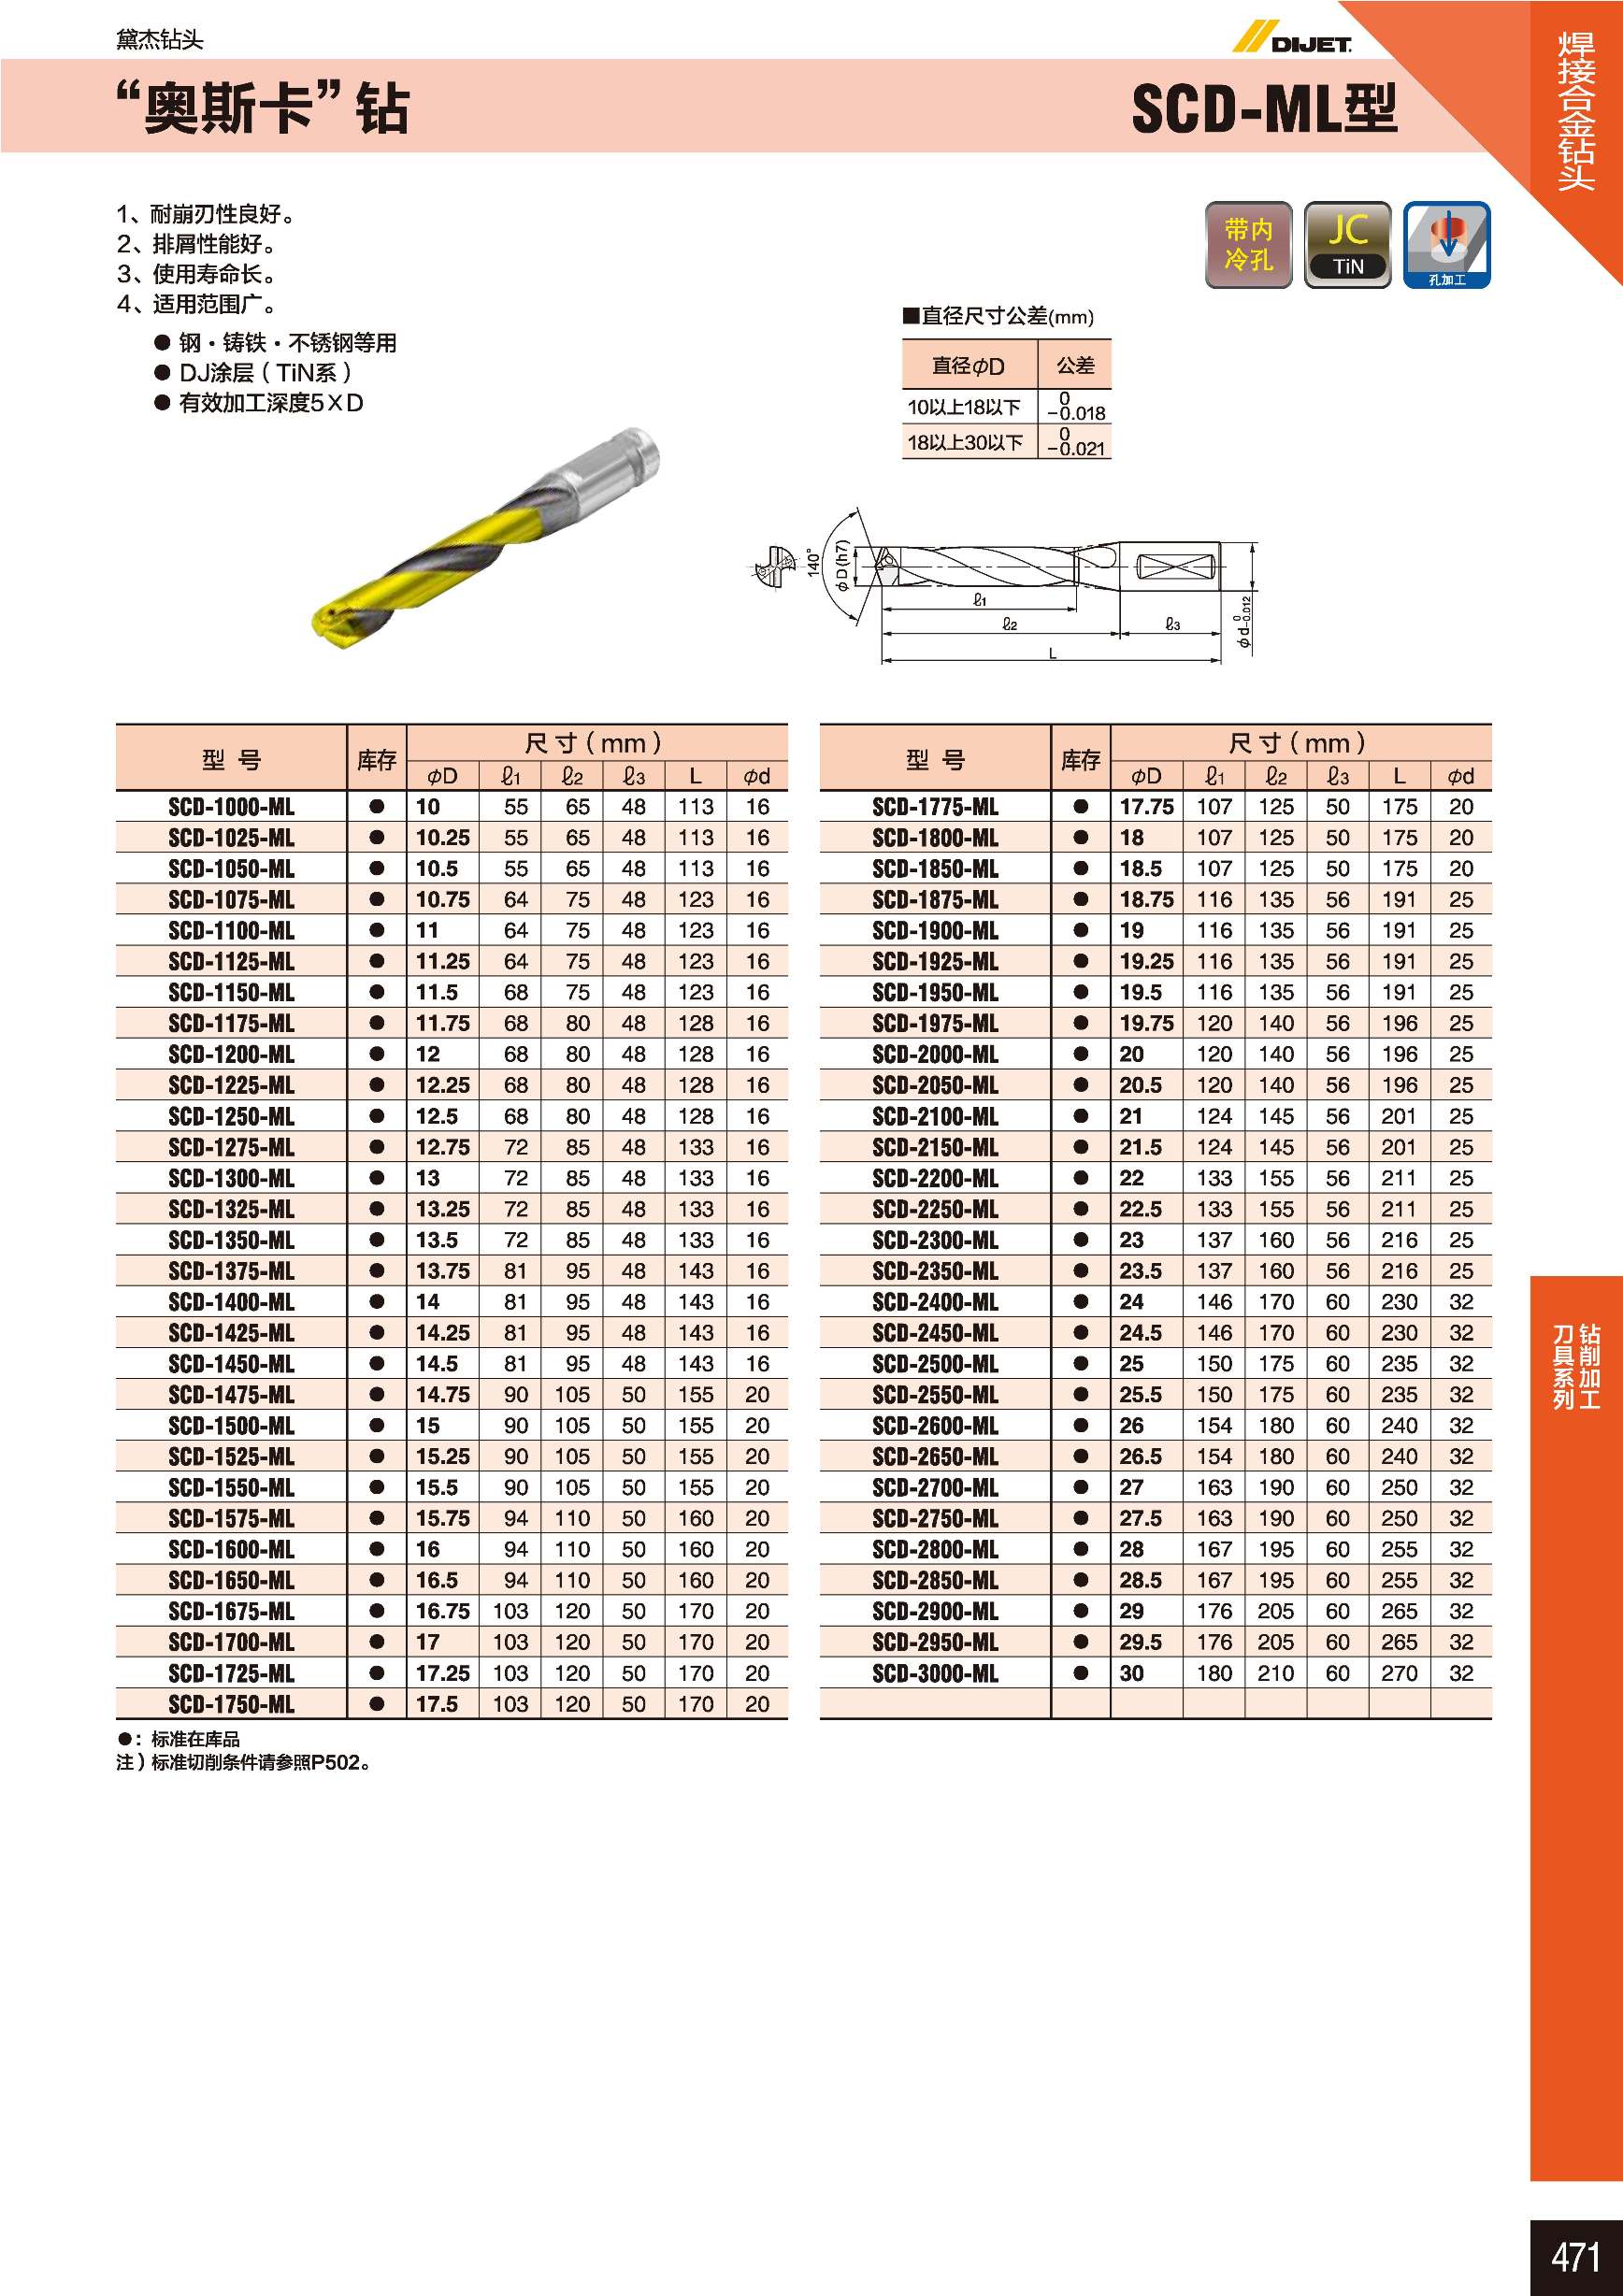 黛杰钻头
DIJET.
焊接合金钻头
“奥斯卡”钻
SCD-ML型
1、耐崩刃性良好。
2、排屑性能好。
3、使用寿命长。
4、适用范围广。
● 钢・铸铁・不锈钢等用
● DJ涂层（TiN系）
● 有效加工深度5×D
带内冷孔
JC
TiN
孔加工
■直径尺寸公差(mm)
直径φD 公差
10以上18以下 0 -0.018
18以上30以下 0 -0.021
140°
φD(h7)
ℓ1
ℓ2
ℓ3
L
φd 0 -0.012
型 号 库存 尺 寸（mm）
φD ℓ1 ℓ2 ℓ3 L φd
SCD-1000-ML ● 10 55 65 48 113 16
SCD-1025-ML ● 10.25 55 65 48 113 16
SCD-1050-ML ● 10.5 55 65 48 113 16
SCD-1075-ML ● 10.75 64 75 48 123 16
SCD-1100-ML ● 11 64 75 48 123 16
SCD-1125-ML ● 11.25 64 75 48 123 16
SCD-1150-ML ● 11.5 68 75 48 123 16
SCD-1175-ML ● 11.75 68 80 48 128 16
SCD-1200-ML ● 12 68 80 48 128 16
SCD-1225-ML ● 12.25 68 80 48 128 16
SCD-1250-ML ● 12.5 68 80 48 128 16
SCD-1275-ML ● 12.75 72 85 48 133 16
SCD-1300-ML ● 13 72 85 48 133 16
SCD-1325-ML ● 13.25 72 85 48 133 16
SCD-1350-ML ● 13.5 72 85 48 133 16
SCD-1375-ML ● 13.75 81 95 48 143 16
SCD-1400-ML ● 14 81 95 48 143 16
SCD-1425-ML ● 14.25 81 95 48 143 16
SCD-1450-ML ● 14.5 81 95 48 143 16
SCD-1475-ML ● 14.75 90 105 50 155 20
SCD-1500-ML ● 15 90 105 50 155 20
SCD-1525-ML ● 15.25 90 105 50 155 20
SCD-1550-ML ● 15.5 90 105 50 155 20
SCD-1575-ML ● 15.75 94 110 50 160 20
SCD-1600-ML ● 16 94 110 50 160 20
SCD-1650-ML ● 16.5 94 110 50 160 20
SCD-1675-ML ● 16.75 103 120 50 170 20
SCD-1700-ML ● 17 103 120 50 170 20
SCD-1725-ML ● 17.25 103 120 50 170 20
SCD-1750-ML ● 17.5 103 120 50 170 20
型 号 库存 尺 寸（mm）
φD ℓ1 ℓ2 ℓ3 L φd
SCD-1775-ML ● 17.75 107 125 50 175 20
SCD-1800-ML ● 18 107 125 50 175 20
SCD-1850-ML ● 18.5 107 125 50 175 20
SCD-1875-ML ● 18.75 116 135 56 191 25
SCD-1900-ML ● 19 116 135 56 191 25
SCD-1925-ML ● 19.25 116 135 56 191 25
SCD-1950-ML ● 19.5 116 135 56 191 25
SCD-1975-ML ● 19.75 120 140 56 196 25
SCD-2000-ML ● 20 120 140 56 196 25
SCD-2050-ML ● 20.5 120 140 56 196 25
SCD-2100-ML ● 21 124 145 56 201 25
SCD-2150-ML ● 21.5 124 145 56 201 25
SCD-2200-ML ● 22 133 155 56 211 25
SCD-2250-ML ● 22.5 133 155 56 211 25
SCD-2300-ML ● 23 137 160 56 216 25
SCD-2350-ML ● 23.5 137 160 56 216 25
SCD-2400-ML ● 24 146 170 60 230 32
SCD-2450-ML ● 24.5 146 170 60 230 32
SCD-2500-ML ● 25 150 175 60 235 32
SCD-2550-ML ● 25.5 150 175 60 235 32
SCD-2600-ML ● 26 154 180 60 240 32
SCD-2650-ML ● 26.5 154 180 60 240 32
SCD-2700-ML ● 27 163 190 60 250 32
SCD-2750-ML ● 27.5 163 190 60 250 32
SCD-2800-ML ● 28 167 195 60 255 32
SCD-2850-ML ● 28.5 167 195 60 255 32
SCD-2900-ML ● 29 176 205 60 265 32
SCD-2950-ML ● 29.5 176 205 60 265 32
SCD-3000-ML ● 30 180 210 60 270 32
●：标准在库品
注）标准切削条件请参照P502。
钻削加工
刀具系列
471